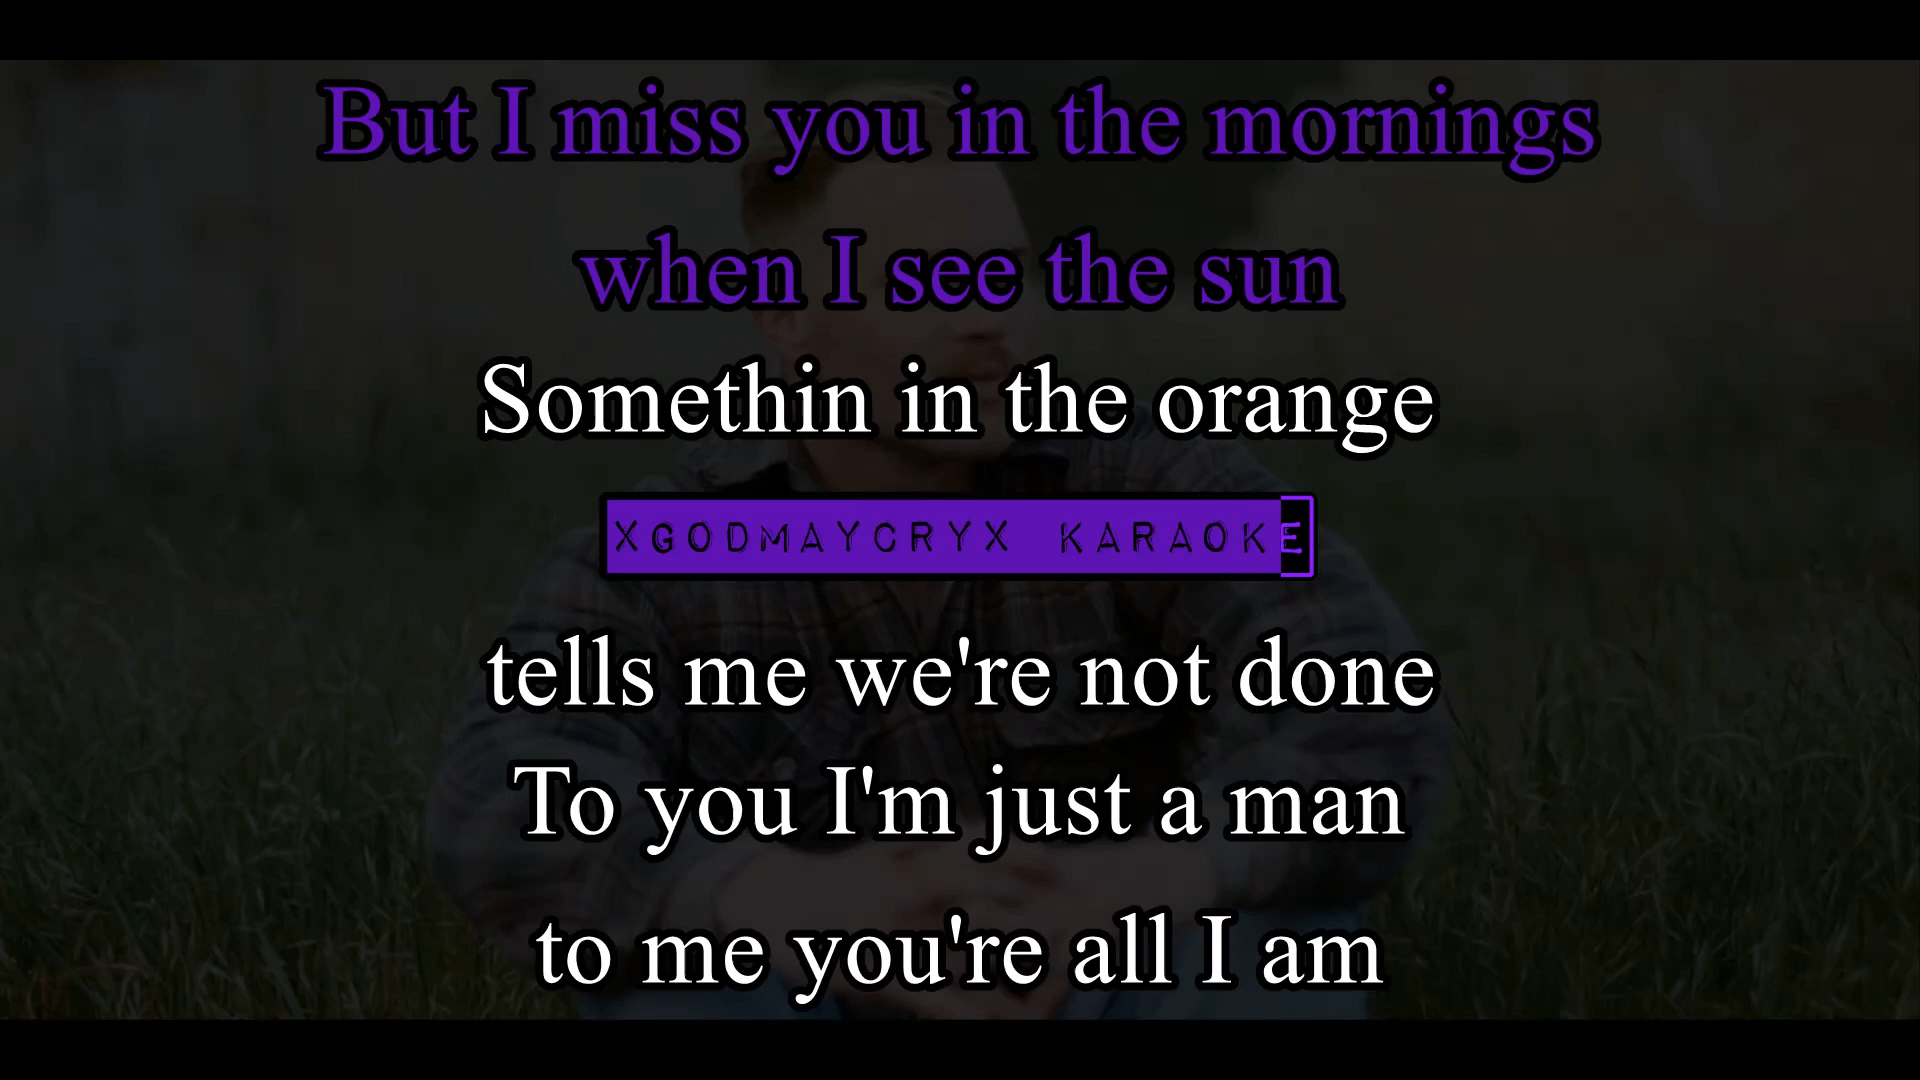 But I miss you in the mornings
when I see the sun
Somethin in the orange
XGODMAYCRYX KARAOKE
tells me we're not done
To you I'm just a man
to me you're all I am